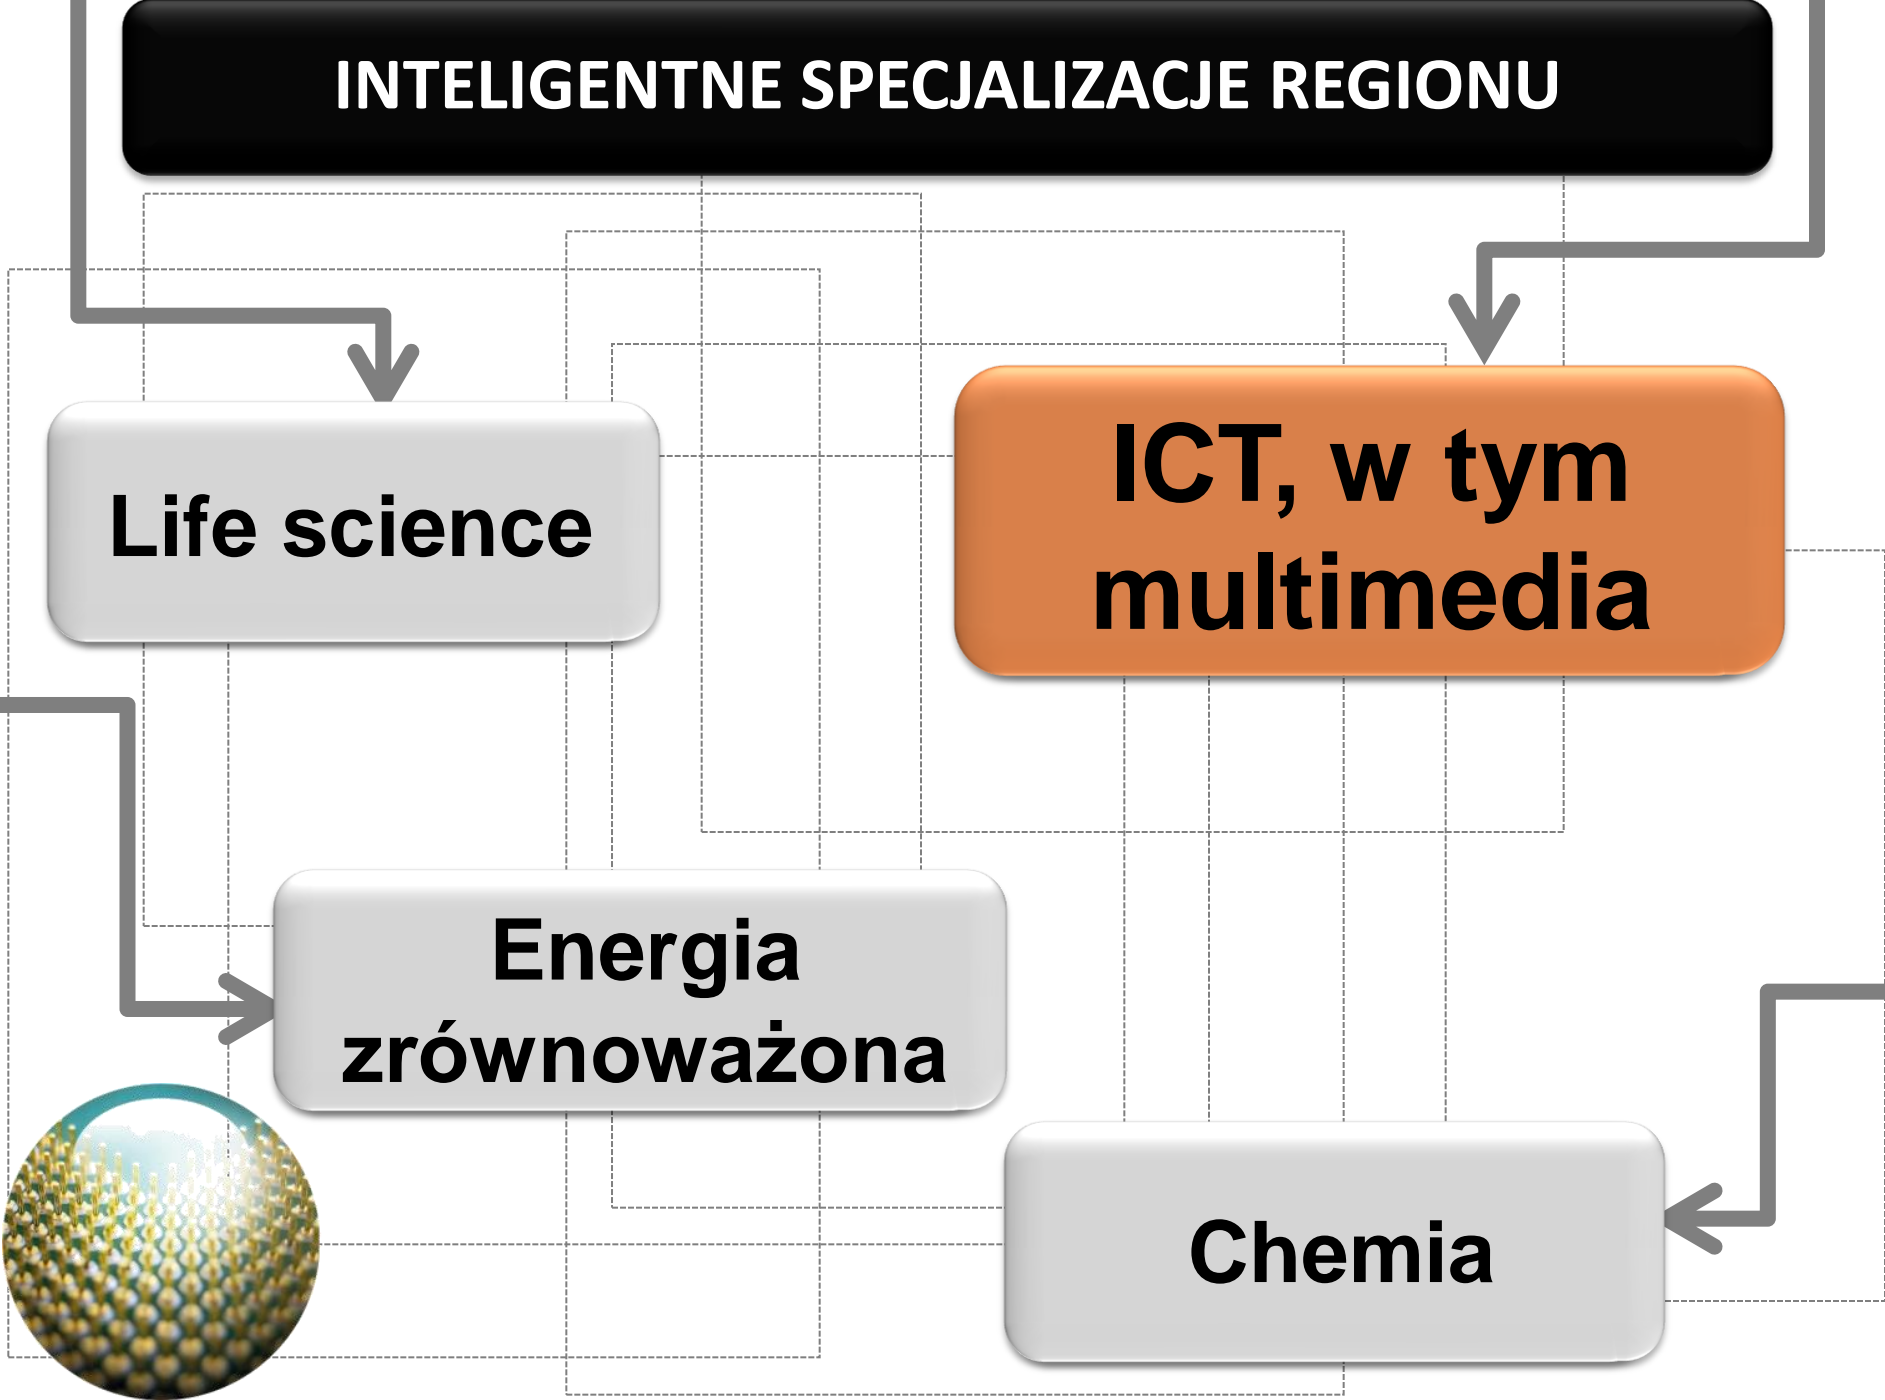 INTELIGENTNE SPECJALIZACJE REGIONU
Life science
ICT, w tym
multimedia
Energia
zrównoważona
Chemia